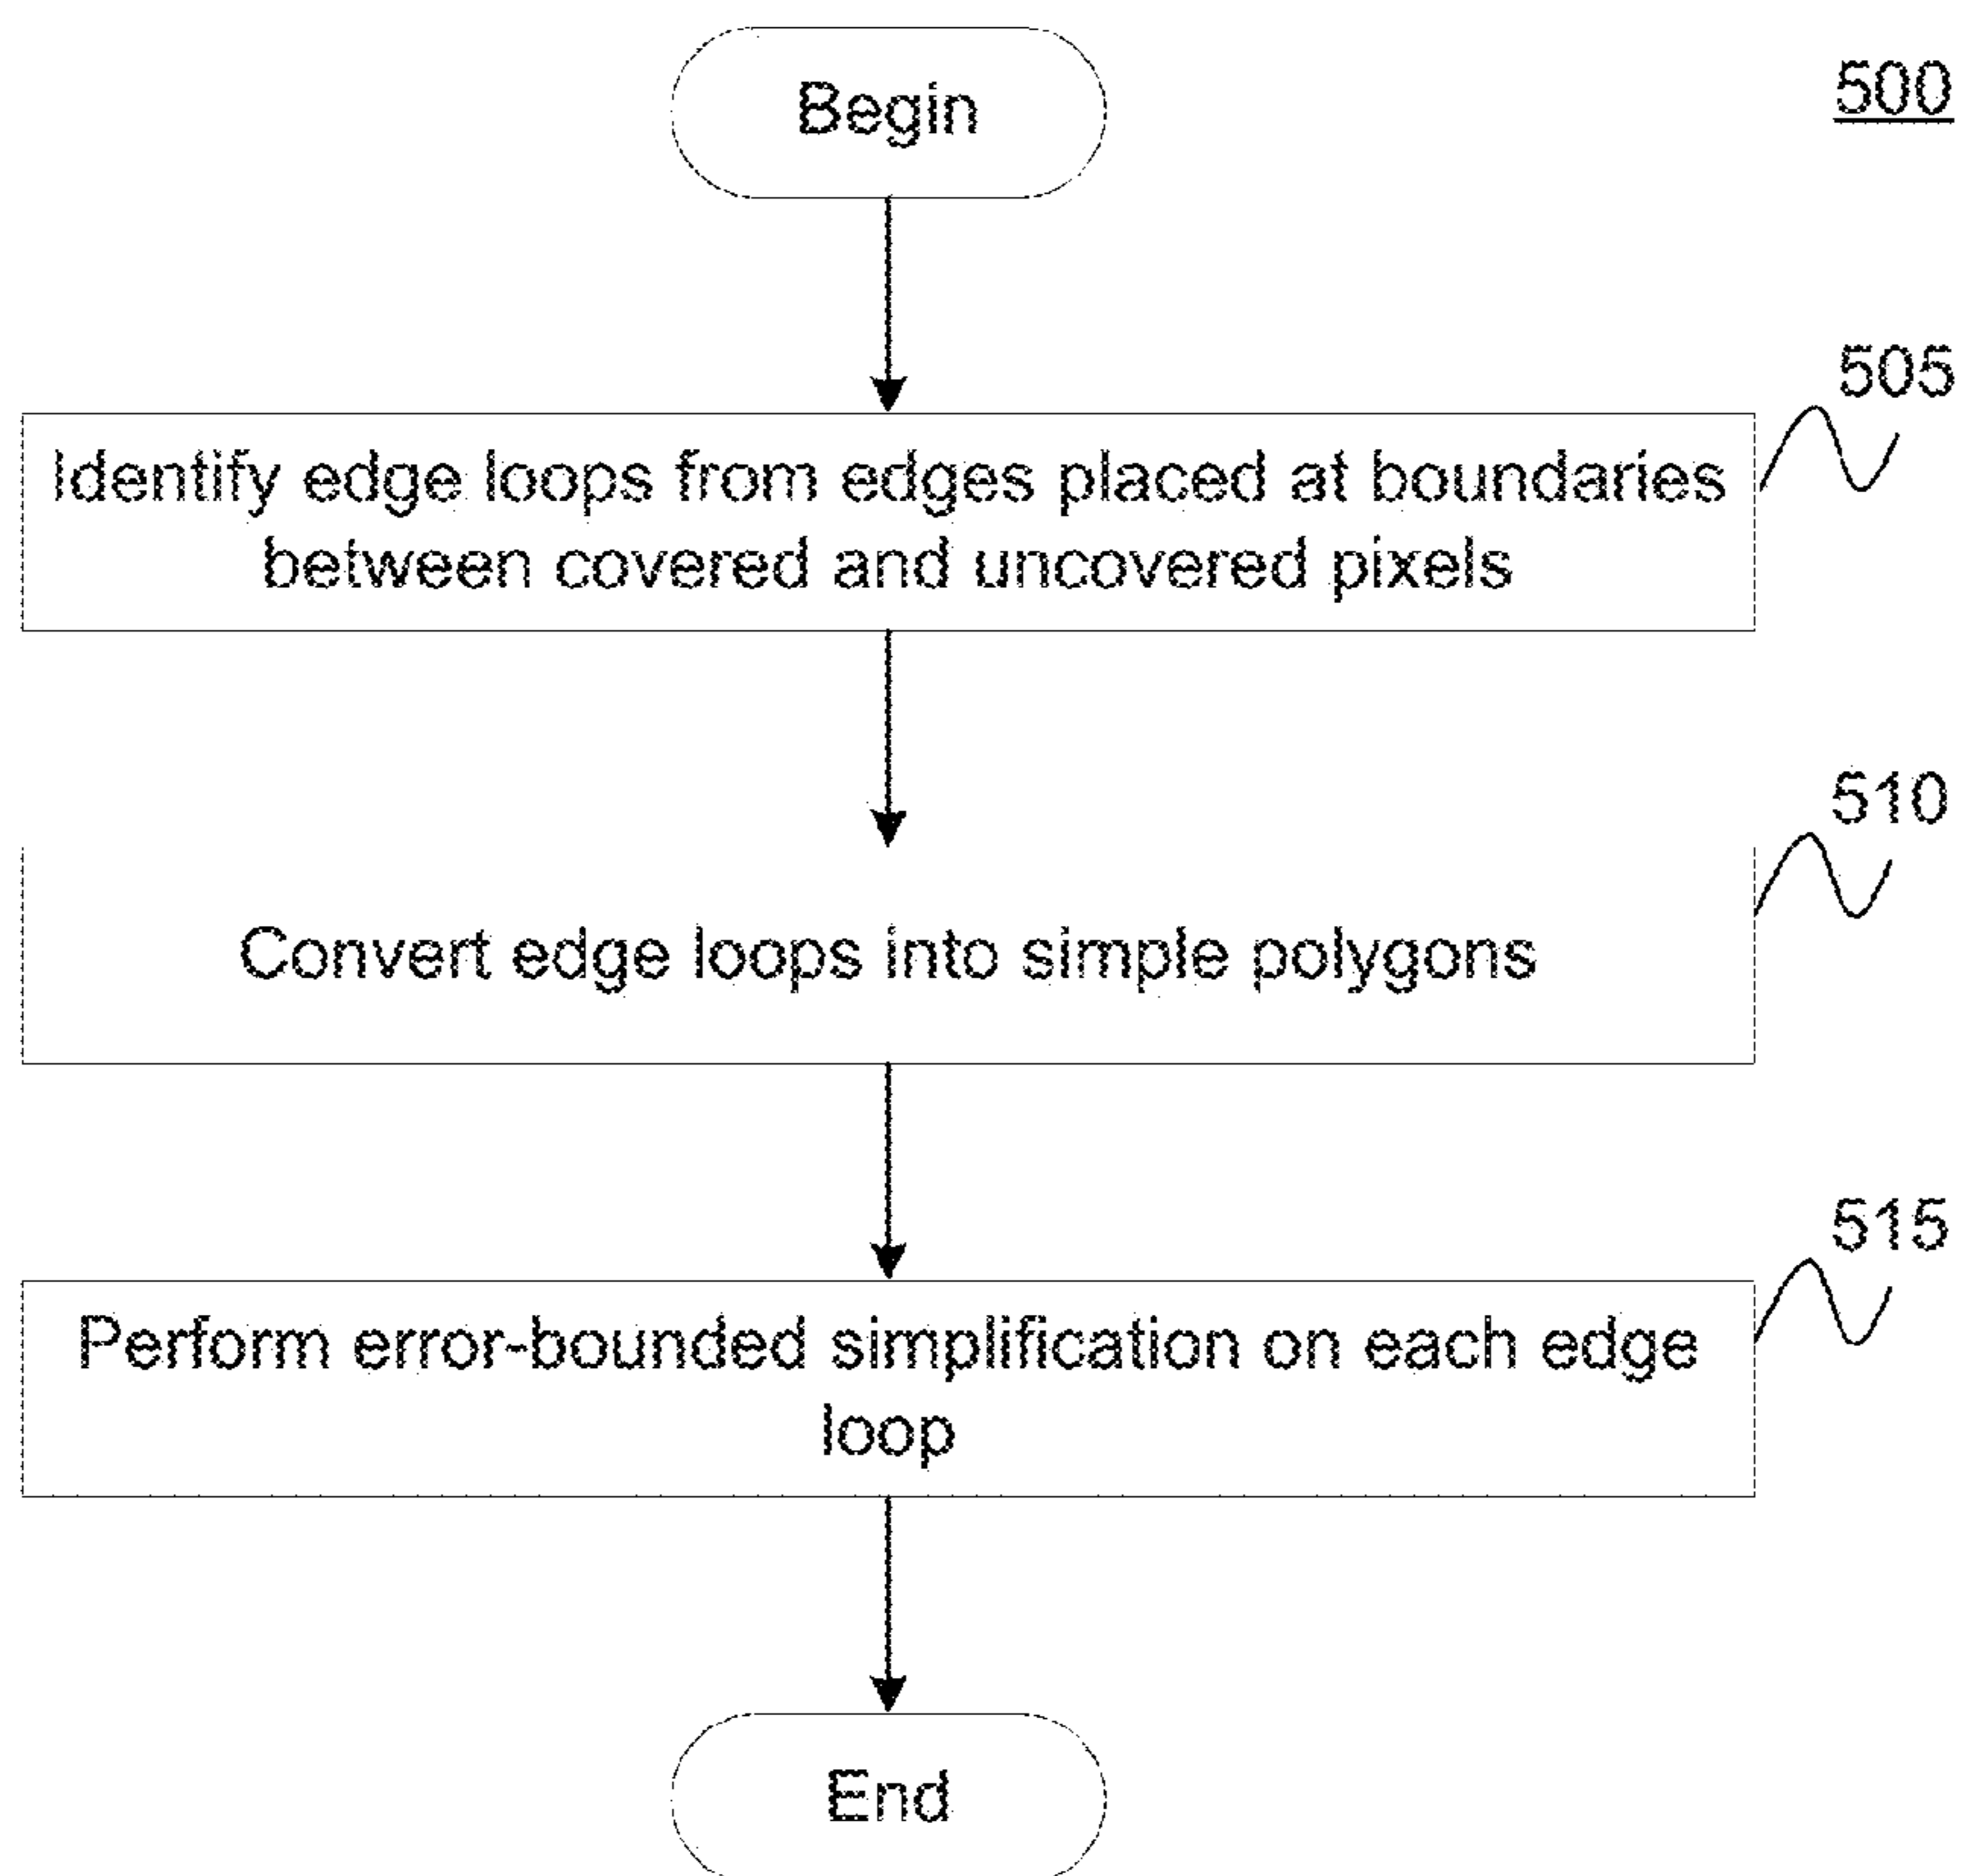 Begin
500
505
Identify edge loops from edges placed at boundaries
between covered and uncovered pixels
510
Convert edge loops into simple polygons
515
Perform error-bounded simplification on each edge
loop
End